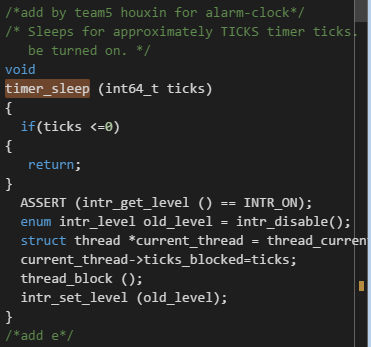 /*add by team5 houxin for alarm-clock*/
/* Sleeps for approximately TICKS timer ticks.
   be turned on. */
void
timer_sleep (int64_t ticks)
{
  if(ticks <=0)
{
   return;
}
  ASSERT (intr_get_level () == INTR_ON);
  enum intr_level old_level = intr_disable();
  struct thread *current_thread = thread_curren
  current_thread->ticks_blocked=ticks;
  thread_block ();
  intr_set_level (old_level);
}
/*add e*/